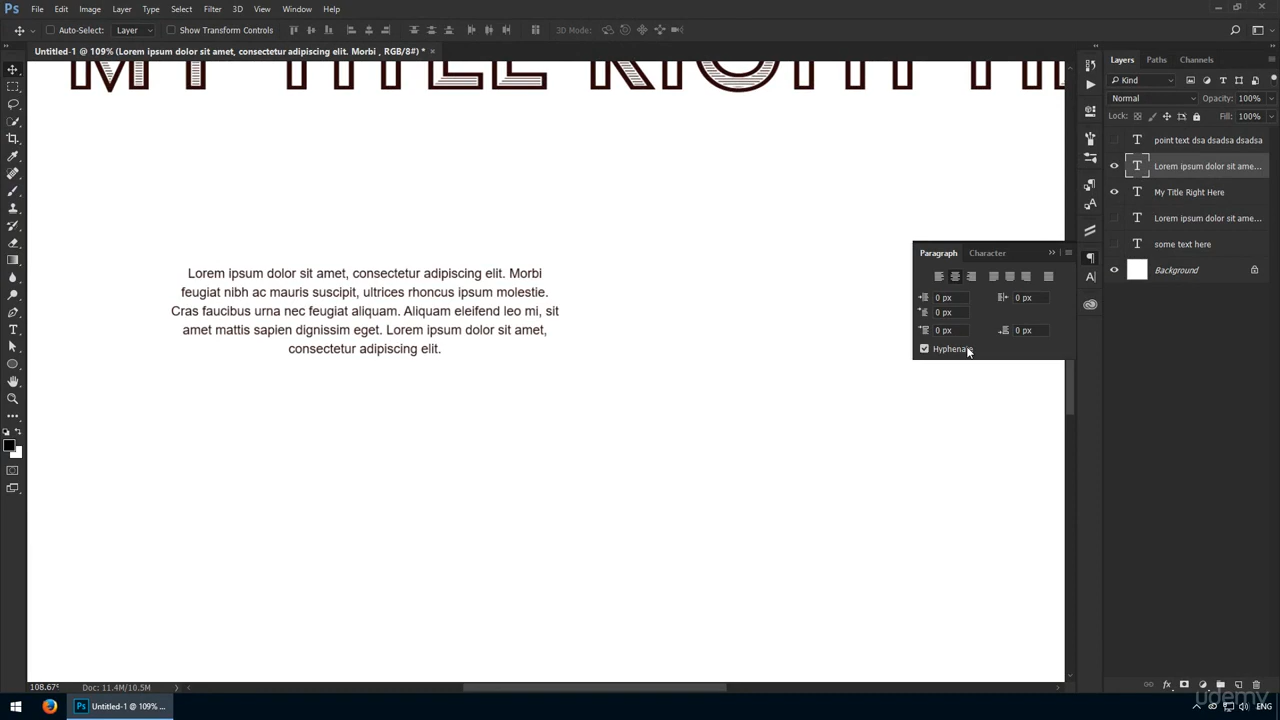 Ps File Edit Image Layer Type Select Filter 3D View Window Help
Auto-Select: Layer Show Transform Controls 3D Mode:
Untitled-1 @ 109% (Lorem ipsum dolor sit amet, consectetur adipiscing elit. Morbi , RGB/8#) * ×
MY TITLE RIGHT
Lorem ipsum dolor sit amet, consectetur adipiscing elit. Morbi
feugiat nibh ac mauris suscipit, ultrices rhoncus ipsum molestie.
Cras faucibus urna nec feugiat aliquam. Aliquam eleifend leo mi, sit
amet mattis sapien dignissim eget. Lorem ipsum dolor sit amet,
consectetur adipiscing elit.
Paragraph Character
0 px 0 px
0 px
0 px 0 px
Hyphenate
Layers Paths Channels
Kind
Normal Opacity: 100%
Lock: Fill: 100%
T point text dsa dsadsa dsadsa
T Lorem ipsum dolor sit ame...
T My Title Right Here
T Lorem ipsum dolor sit ame...
T some text here
Background
108.67% Doc: 11.4M/10.5M
udemy
Ps Untitled-1 @ 109% ... ENG